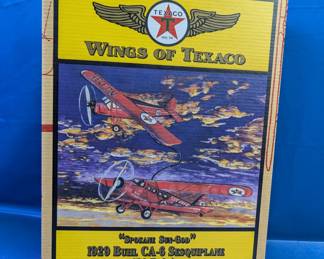 TEXACO
WINGS OF TEXACO
"SPOKANE SUN-GOD"
1929 BUHL CA-6 SESQUIPLANE